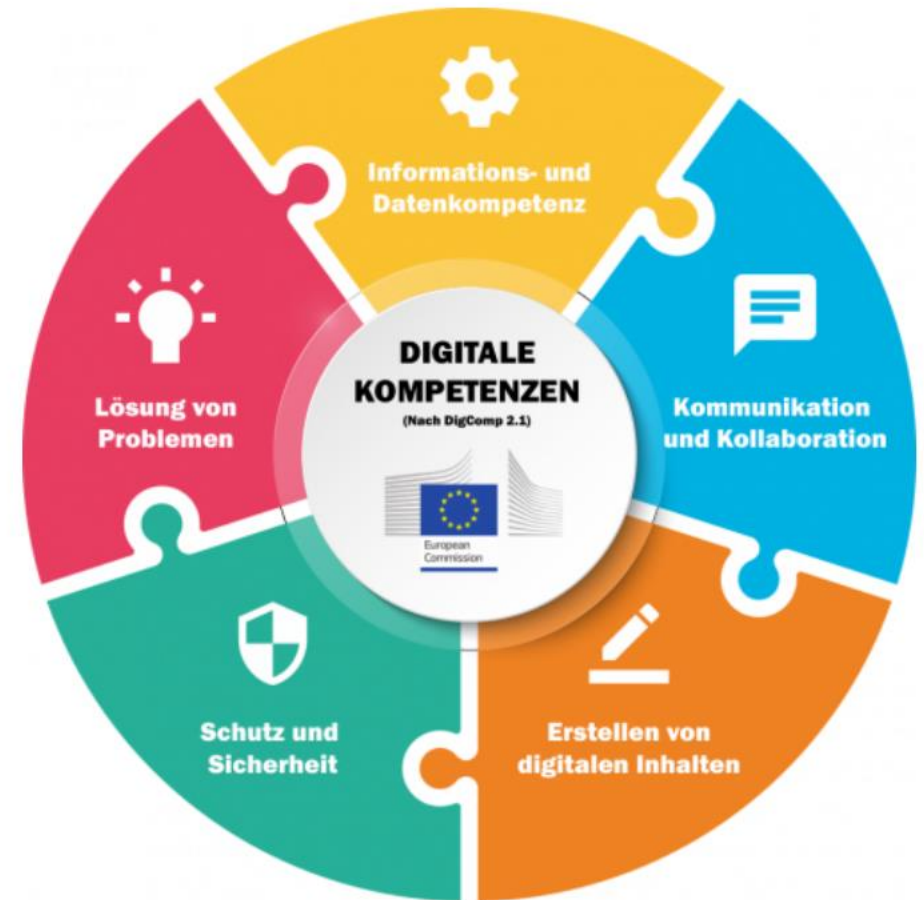 Informations- und
Datenkompetenz
Lösung von
Problemen
DIGITALE
KOMPETENZEN
(Nach DigComp 2.1)
European
Commission
Kommunikation
und Kollaboration
Schutz und
Sicherheit
Erstellen von
digitalen Inhalten